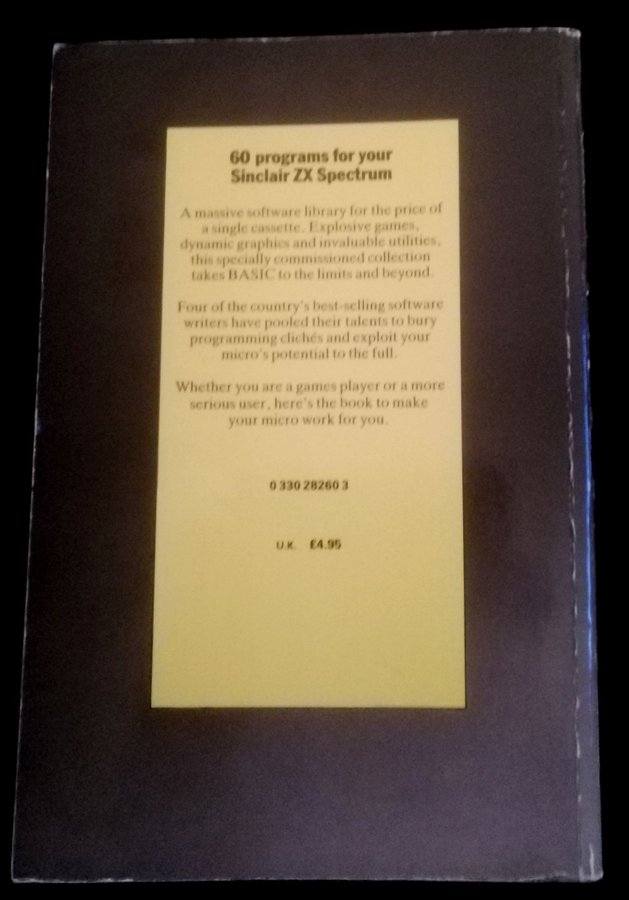 60 programs for your
Sinclair ZX Spectrum
A massive software library for the price of
a single cassette. Explosive games,
dynamic graphics and invaluable utilities,
this specially commissioned collection
takes BASIC to the limits and beyond.
Four of the country's best-selling software
writers have pooled their talents to bury
programming clichés and exploit your
micro's potential to the full.
Whether you are a games player or a more
serious user, here's the book to make
your micro work for you.
0 330 28260 3
U.K. £4.95